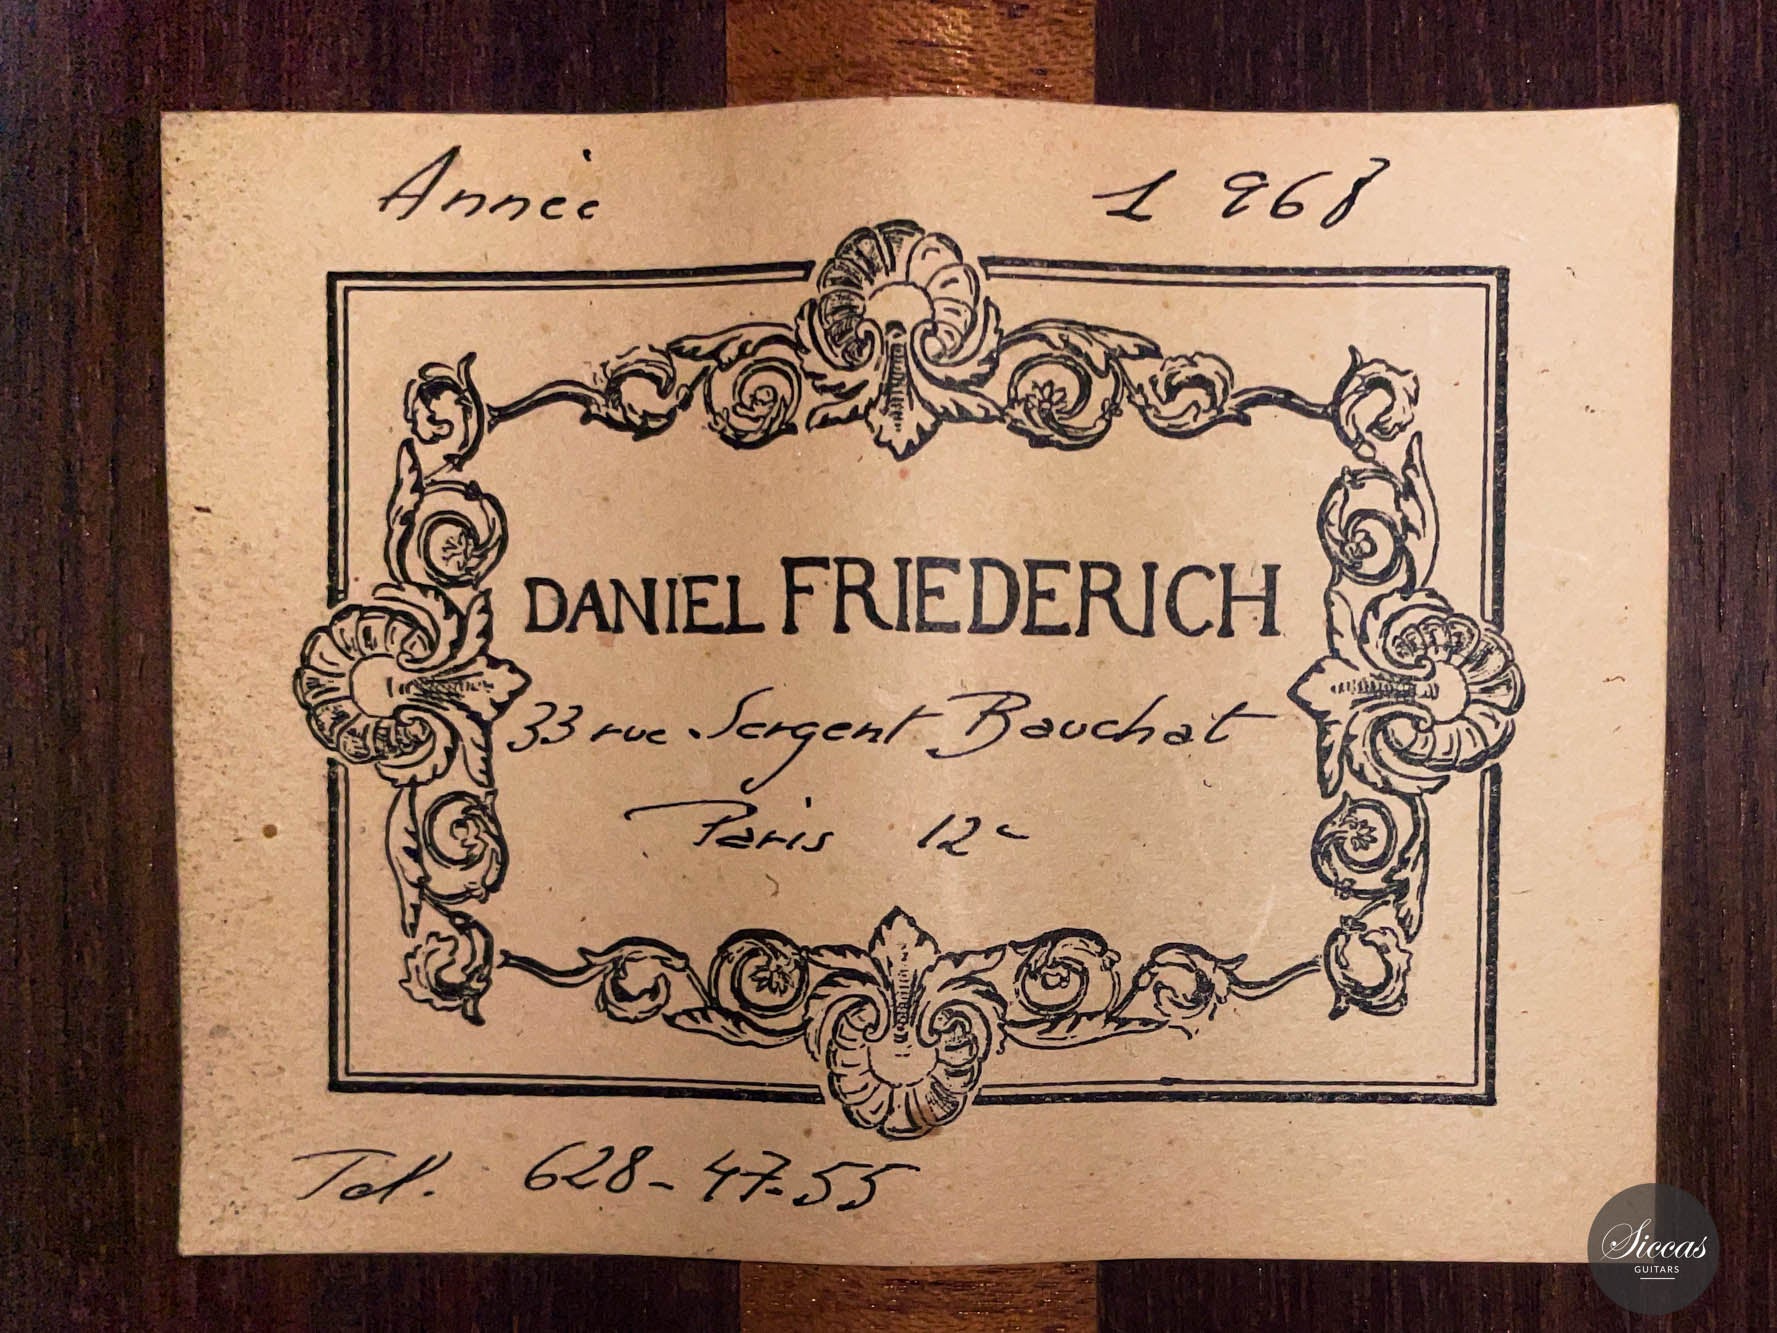 Année 1968
DANIEL FRIEDERICH
33 rue Sergent Bauchat
Paris 12e
Tel. 628-47-55
Siccas
GUITARS